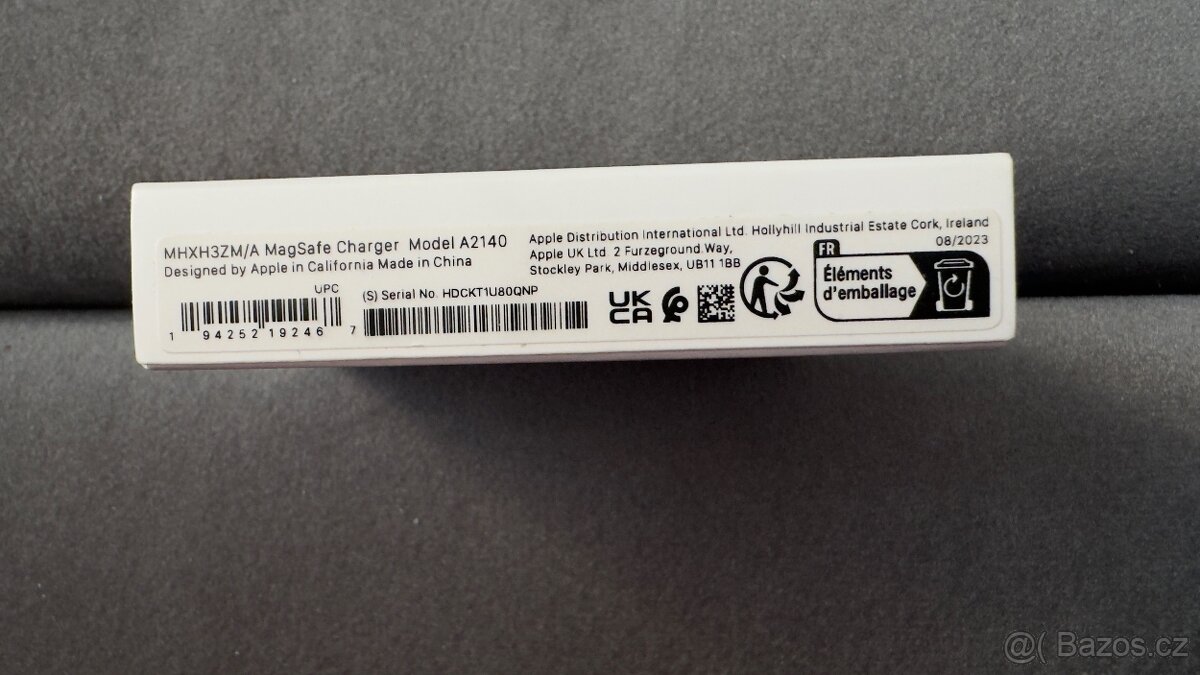 MHXH3ZM/A MagSafe Charger Model A2140
Designed by Apple in California Made in China
Apple Distribution International Ltd. Hollyhill Industrial Estate Cork, Ireland
Apple UK Ltd 2 Furzeground Way,
Stockley Park, Middlesex, UB11 1BB
08/2023
UPC
1 94252 19246 7
(S) Serial No. HDCKT1U80QNP
UK
CA
FR
Éléments
d'emballage
@( Bazos.cz